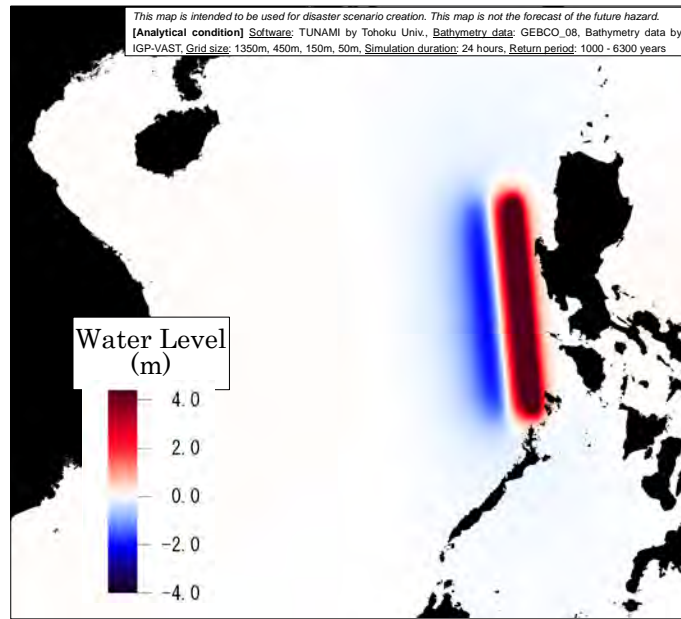 This map is intended to be used for disaster scenario creation. This map is not the forecast of the future hazard.
[Analytical condition] Software: TUNAMI by Tohoku Univ., Bathymetry data: GEBCO_08, Bathymetry data by
IGP-VAST, Grid size: 1350m, 450m, 150m, 50m, Simulation duration: 24 hours, Return period: 1000 - 6300 years
Water Level
(m)
4.0
2.0
0.0
-2.0
-4.0